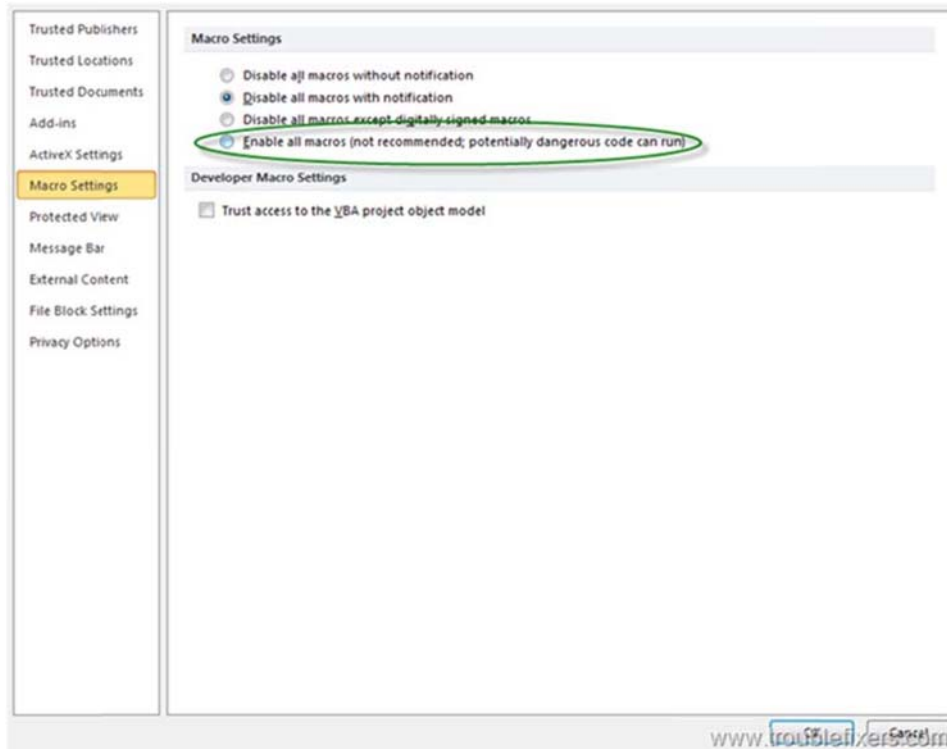 Trusted Publishers
Trusted Locations
Trusted Documents
Add-ins
ActiveX Settings
Macro Settings
Protected View
Message Bar
External Content
File Block Settings
Privacy Options
Macro Settings
Disable all macros without notification
Disable all macros with notification
Disable all macros except digitally signed macros
Enable all macros (not recommended; potentially dangerous code can run)
Developer Macro Settings
Trust access to the VBA project object model
OK
Cancel
www.troublefixers.com